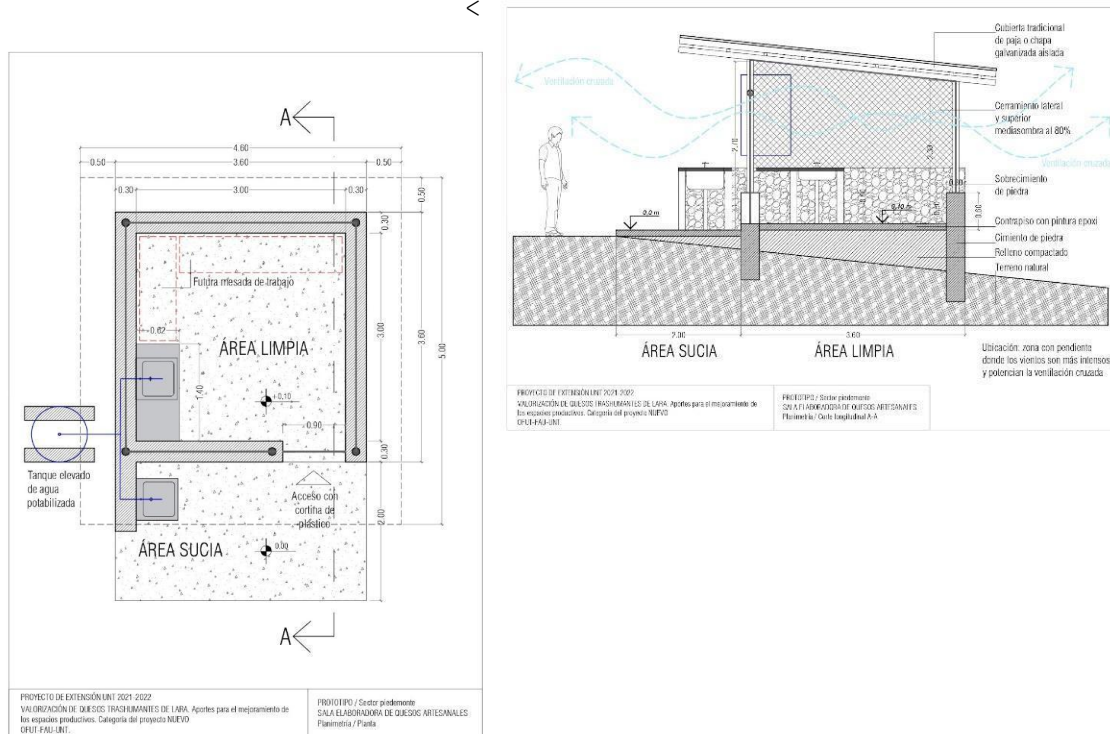 <
A
4.60
0.50
3.60
0.50
0.30
3.00
0.30
0.50
0.30
Futura mesada de trabajo
0.62
ÁREA LIMPIA
3.00
3.60
5.00
1.40
+0,10
0.90
0.30
Tanque elevado
de agua
potabilizada
Acceso con
cortina de
plástico
2.00
ÁREA SUCIA
0.00
A
PROYECTO DE EXTENSIÓN UNT 2021-2022
VALORIZACIÓN DE QUESOS TRASHUMANTES DE LARA. Aportes para el mejoramiento de
los espacios productivos. Categoría del proyecto NUEVO
OFUT-FAU-UNT.
PROTOTIPO / Sector piedemonte
SALA ELABORADORA DE QUESOS ARTESANALES
Planimetría / Planta
Cubierta tradicional
de paja o chapa
galvanizada aislada
Ventilación cruzada
Cerramiento lateral
y superior
mediasombra al 80%
2.70
2.30
Ventilación cruzada
Sobrecimiento
de piedra
0.0 m
0.10 m
0.60
Contrapiso con pintura epoxi
Cimiento de piedra
Relleno compactado
Terreno natural
2.00
3.60
ÁREA SUCIA
ÁREA LIMPIA
Ubicación: zona con pendiente
donde los vientos son más intensos
y potencian la ventilación cruzada
PROYECTO DE EXTENSIÓN UNT 2021-2022
VALORIZACIÓN DE QUESOS TRASHUMANTES DE LARA. Aportes para el mejoramiento de
los espacios productivos. Categoría del proyecto NUEVO
OFUT-FAU-UNT.
PROTOTIPO / Sector piedemonte
SALA ELABORADORA DE QUESOS ARTESANALES
Planimetría / Corte longitudinal A-A